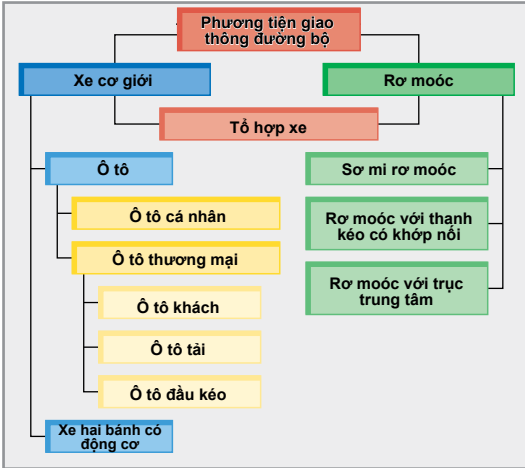 Phương tiện giao
thông đường bộ
Xe cơ giới
Rơ moóc
Tổ hợp xe
Ô tô
Ô tô cá nhân
Ô tô thương mại
Ô tô khách
Ô tô tải
Ô tô đầu kéo
Xe hai bánh có
động cơ
Sơ mi rơ moóc
Rơ moóc với thanh
kéo có khớp nối
Rơ moóc với trục
trung tâm